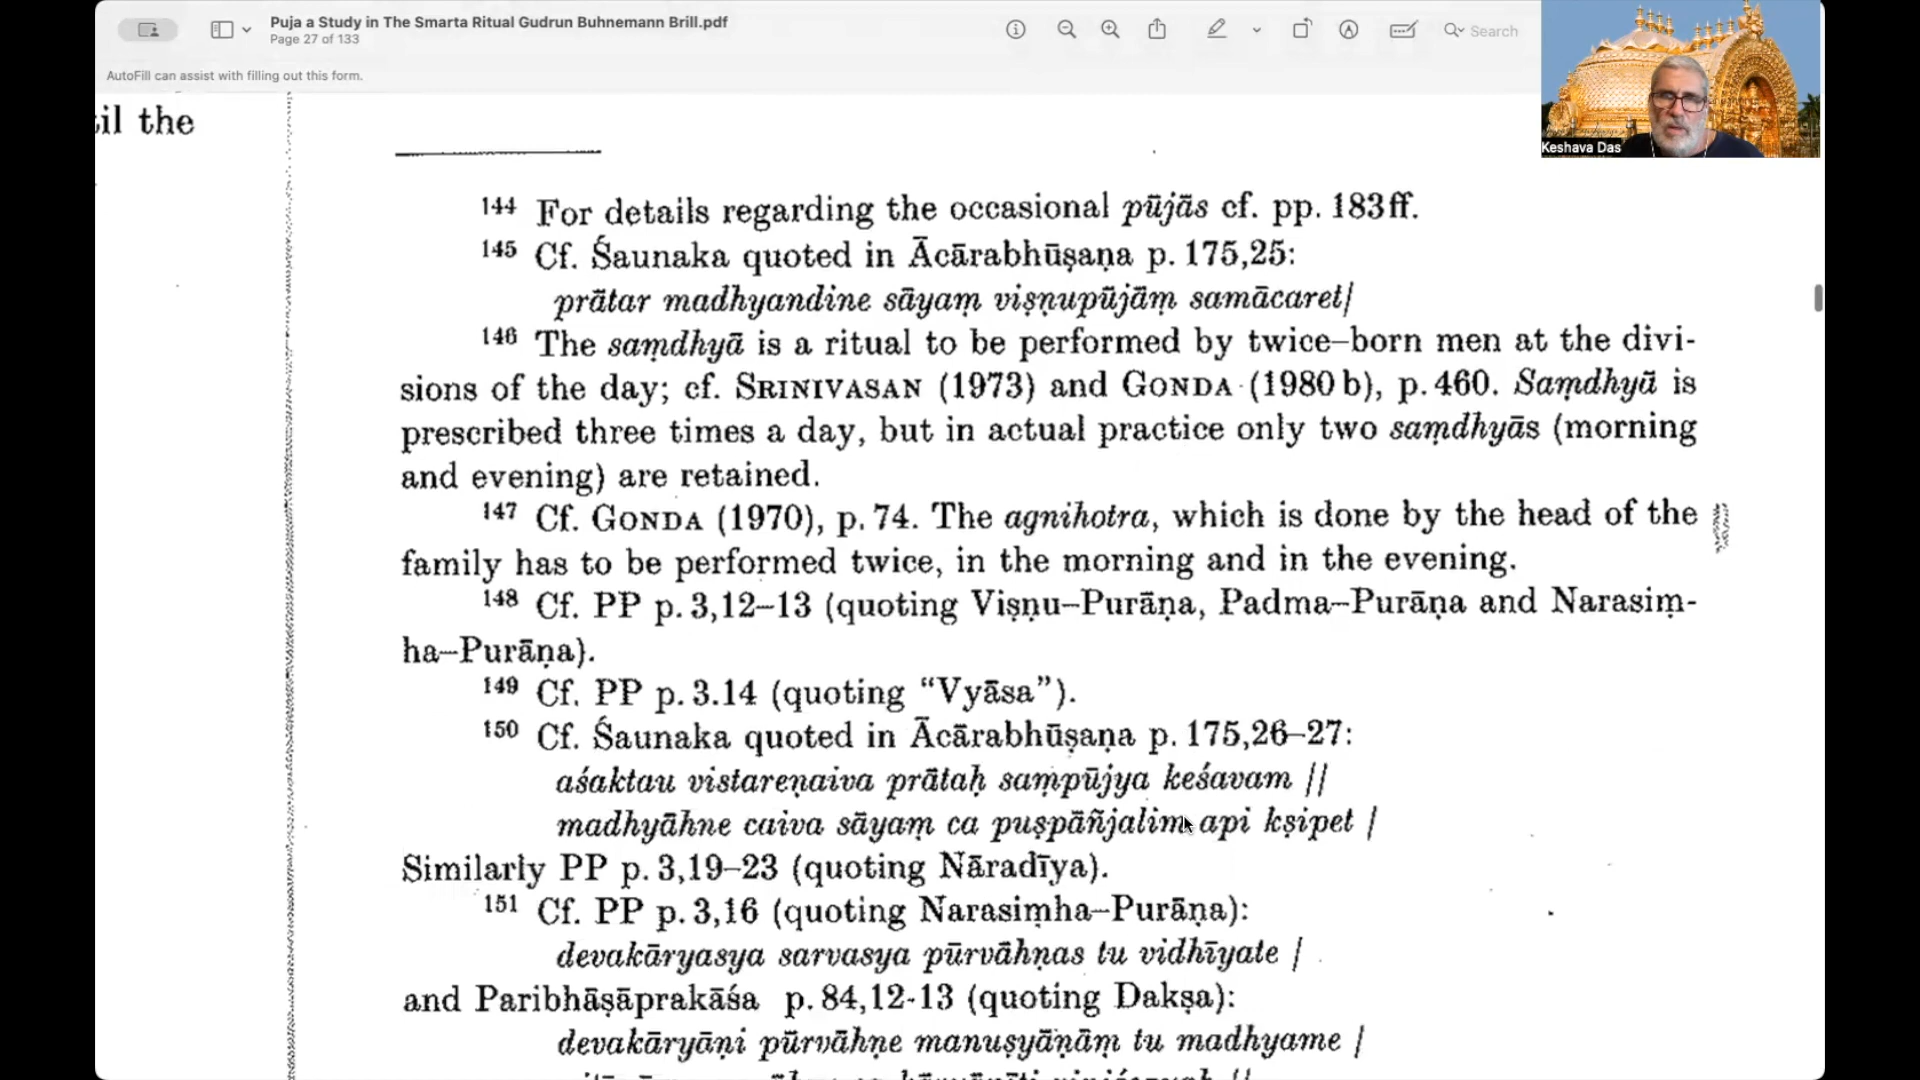 Puja a Study in The Smarta Ritual Gudrun Buhnemann Brill.pdf
Page 27 of 133
Search
AutoFill can assist with filling out this form.
Keshava Das
il the
144 For details regarding the occasional pūjās cf. pp. 183ff.
145 Cf. Śaunaka quoted in Ācārabhūṣaṇa p. 175,25:
prātar madhyandine sāyaṃ viṣṇupūjāṃ samācaret/
146 The saṃdhyā is a ritual to be performed by twice–born men at the divi-
sions of the day; cf. SRINIVASAN (1973) and GONDA (1980 b), p. 460. Saṃdhyā is
prescribed three times a day, but in actual practice only two saṃdhyās (morning
and evening) are retained.
147 Cf. GONDA (1970), p. 74. The agnihotra, which is done by the head of the
family has to be performed twice, in the morning and in the evening.
148 Cf. PP p. 3,12–13 (quoting Viṣṇu–Purāṇa, Padma–Purāṇa and Narasiṃ-
ha–Purāṇa).
149 Cf. PP p. 3.14 (quoting “Vyāsa”).
150 Cf. Śaunaka quoted in Ācārabhūṣaṇa p. 175,26–27:
aśaktau vistareṇaiva prātaḥ saṃpūjya keśavam //
madhyāhne caiva sāyaṃ ca puṣpāñjalim api kṣipet /
Similarly PP p. 3,19–23 (quoting Nāradīya).
151 Cf. PP p. 3,16 (quoting Narasiṃha–Purāṇa):
devakāryasya sarvasya pūrvāhṇas tu vidhīyate /
and Paribhāṣāprakāśa p. 84,12-13 (quoting Dakṣa):
devakāryāṇi pūrvāhṇe manuṣyāṇāṃ tu madhyame /